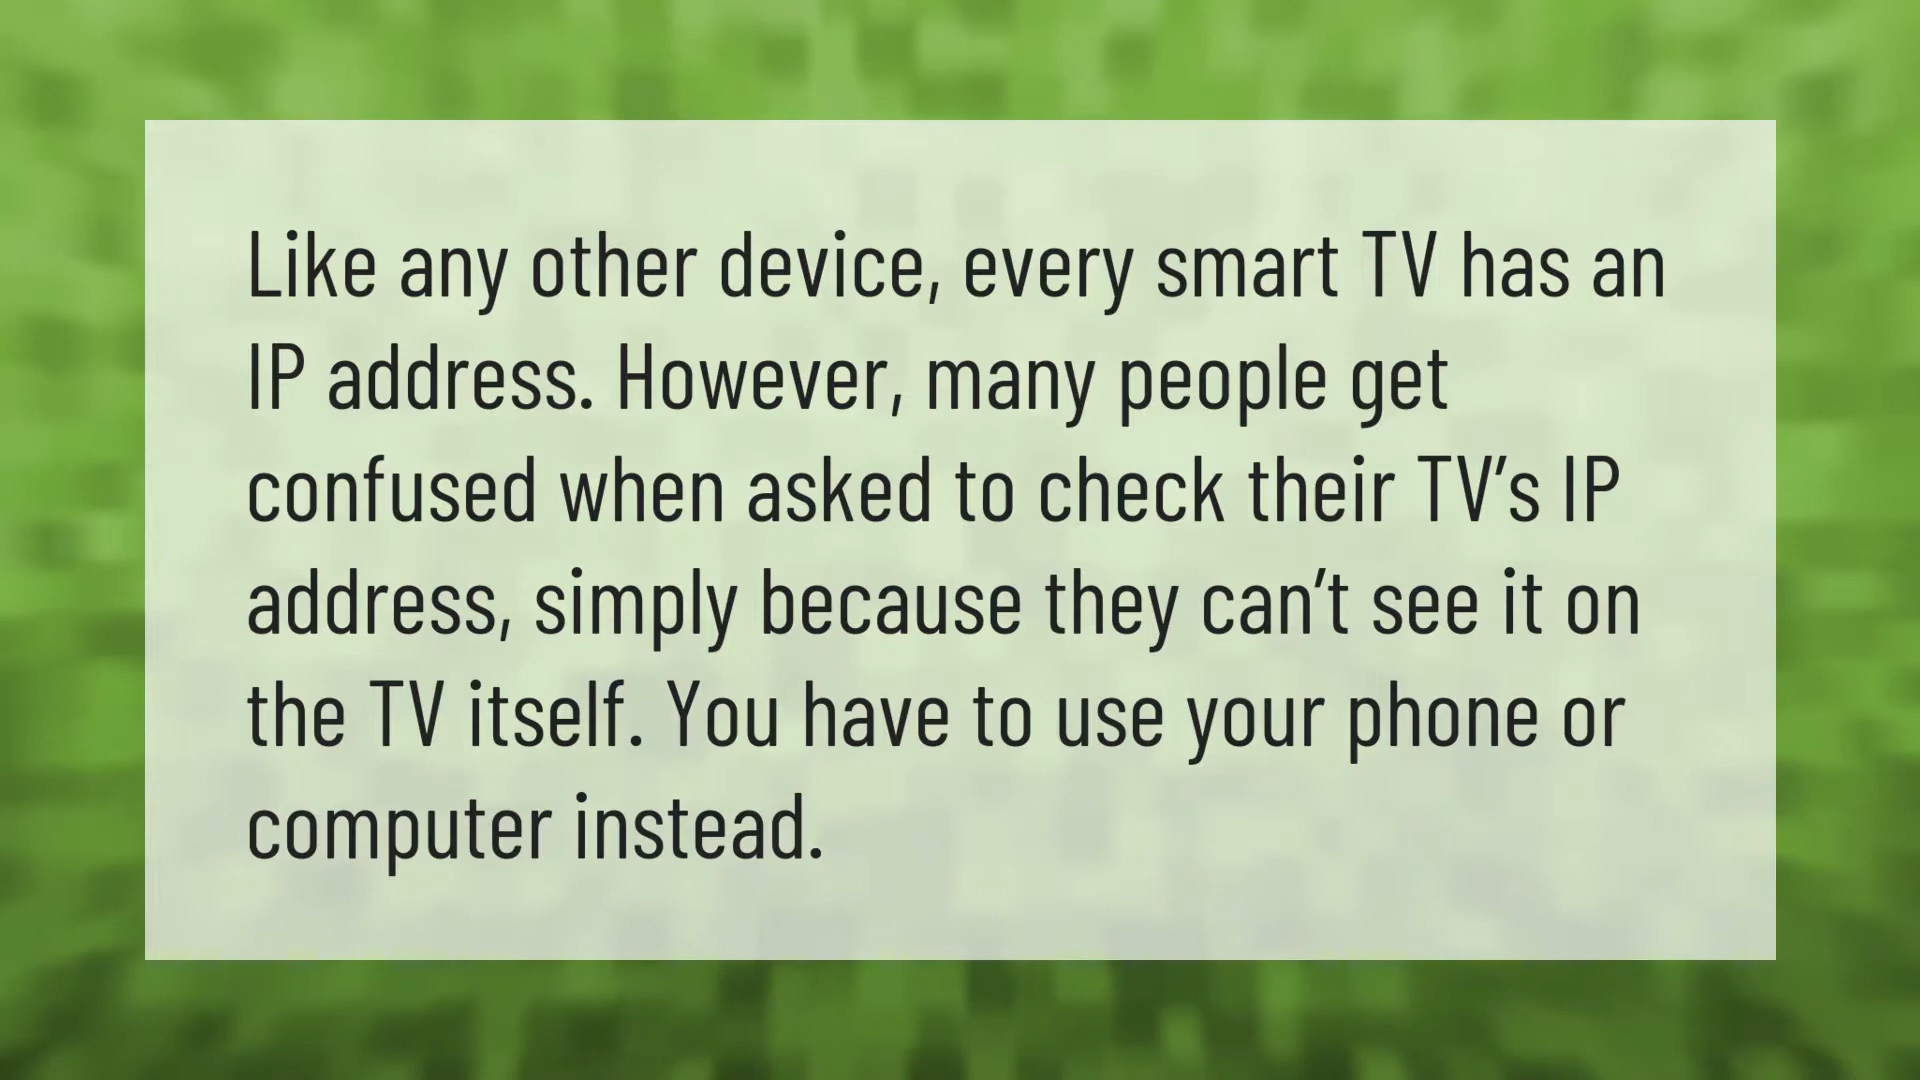 Like any other device, every smart TV has an
IP address. However, many people get
confused when asked to check their TV’s IP
address, simply because they can’t see it on
the TV itself. You have to use your phone or
computer instead.